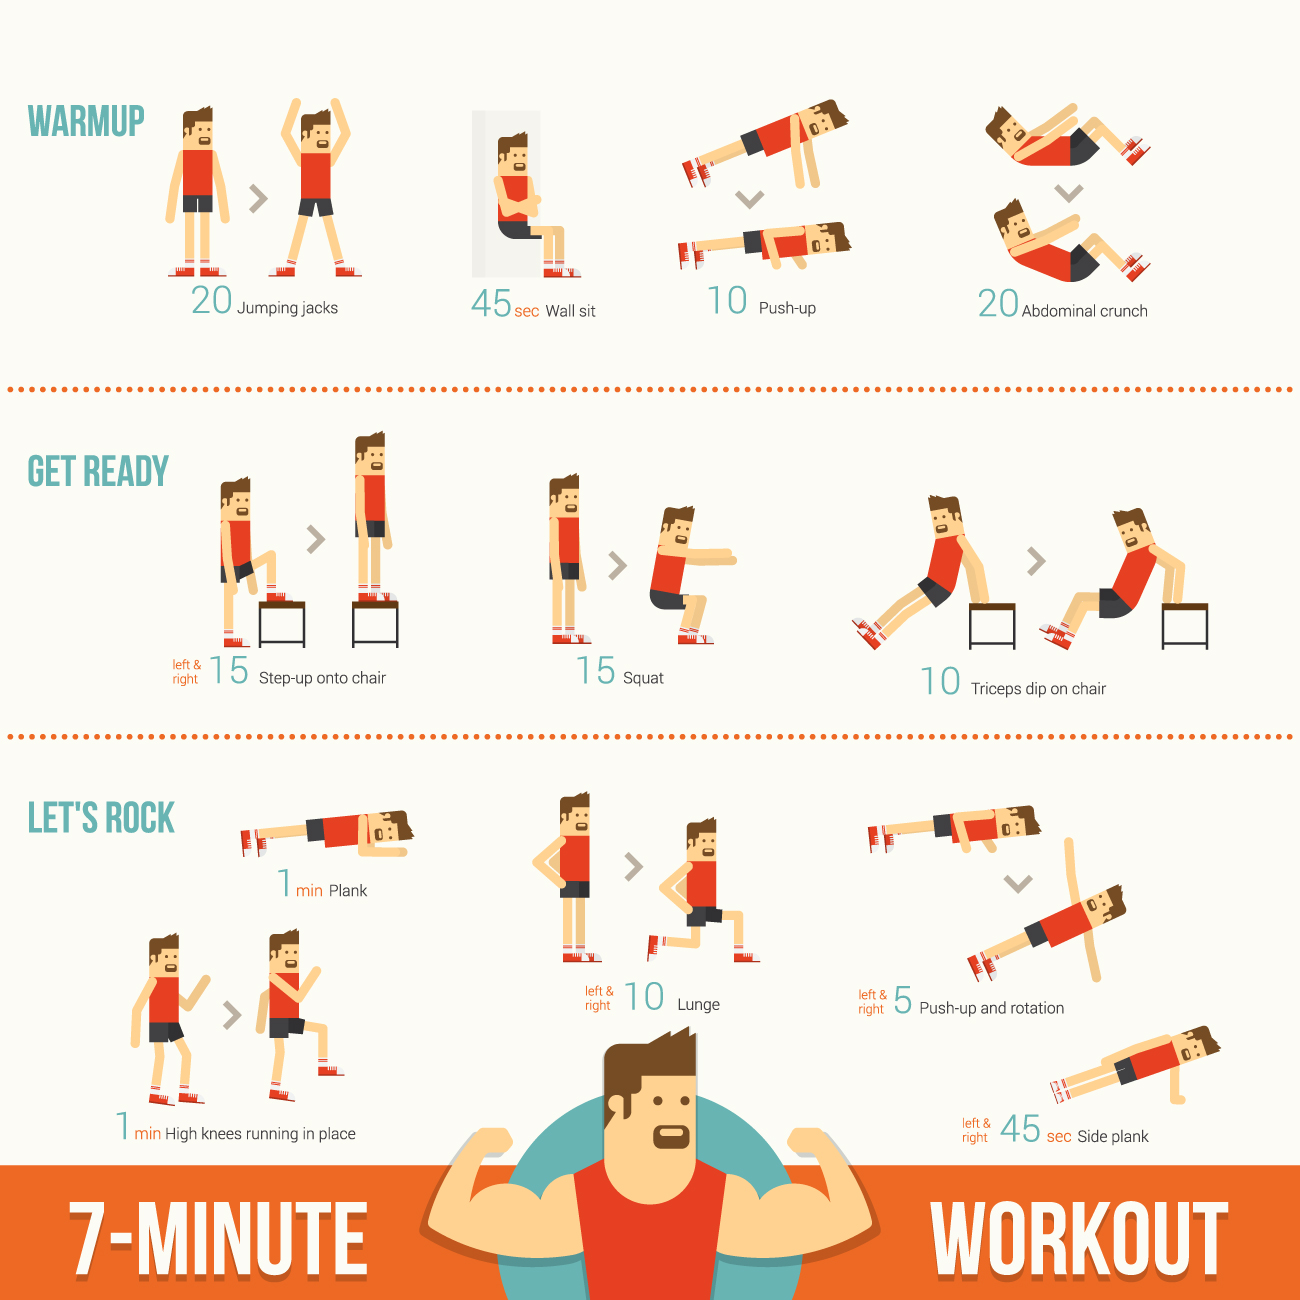 WARMUP
20 Jumping jacks
45 sec Wall sit
10 Push-up
20 Abdominal crunch
GET READY
left &
right 15 Step-up onto chair
15 Squat
10 Triceps dip on chair
LET'S ROCK
1 min Plank
left &
right 10 Lunge
left &
right 5 Push-up and rotation
1 min High knees running in place
left &
right 45 sec Side plank
7-MINUTE WORKOUT